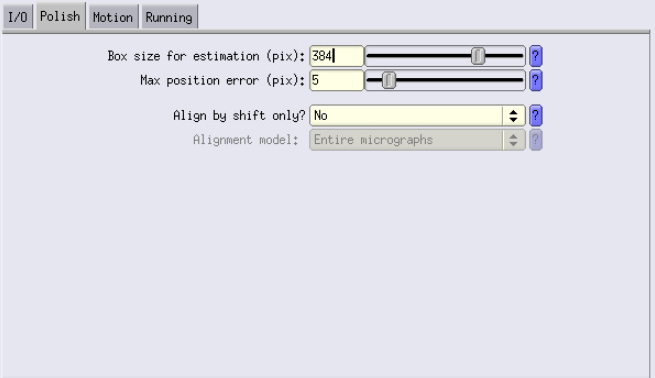 I/O Polish Motion Running
Box size for estimation (pix): 384 ?
Max position error (pix): 5 ?
Align by shift only? No ?
Alignment model: Entire micrographs ?